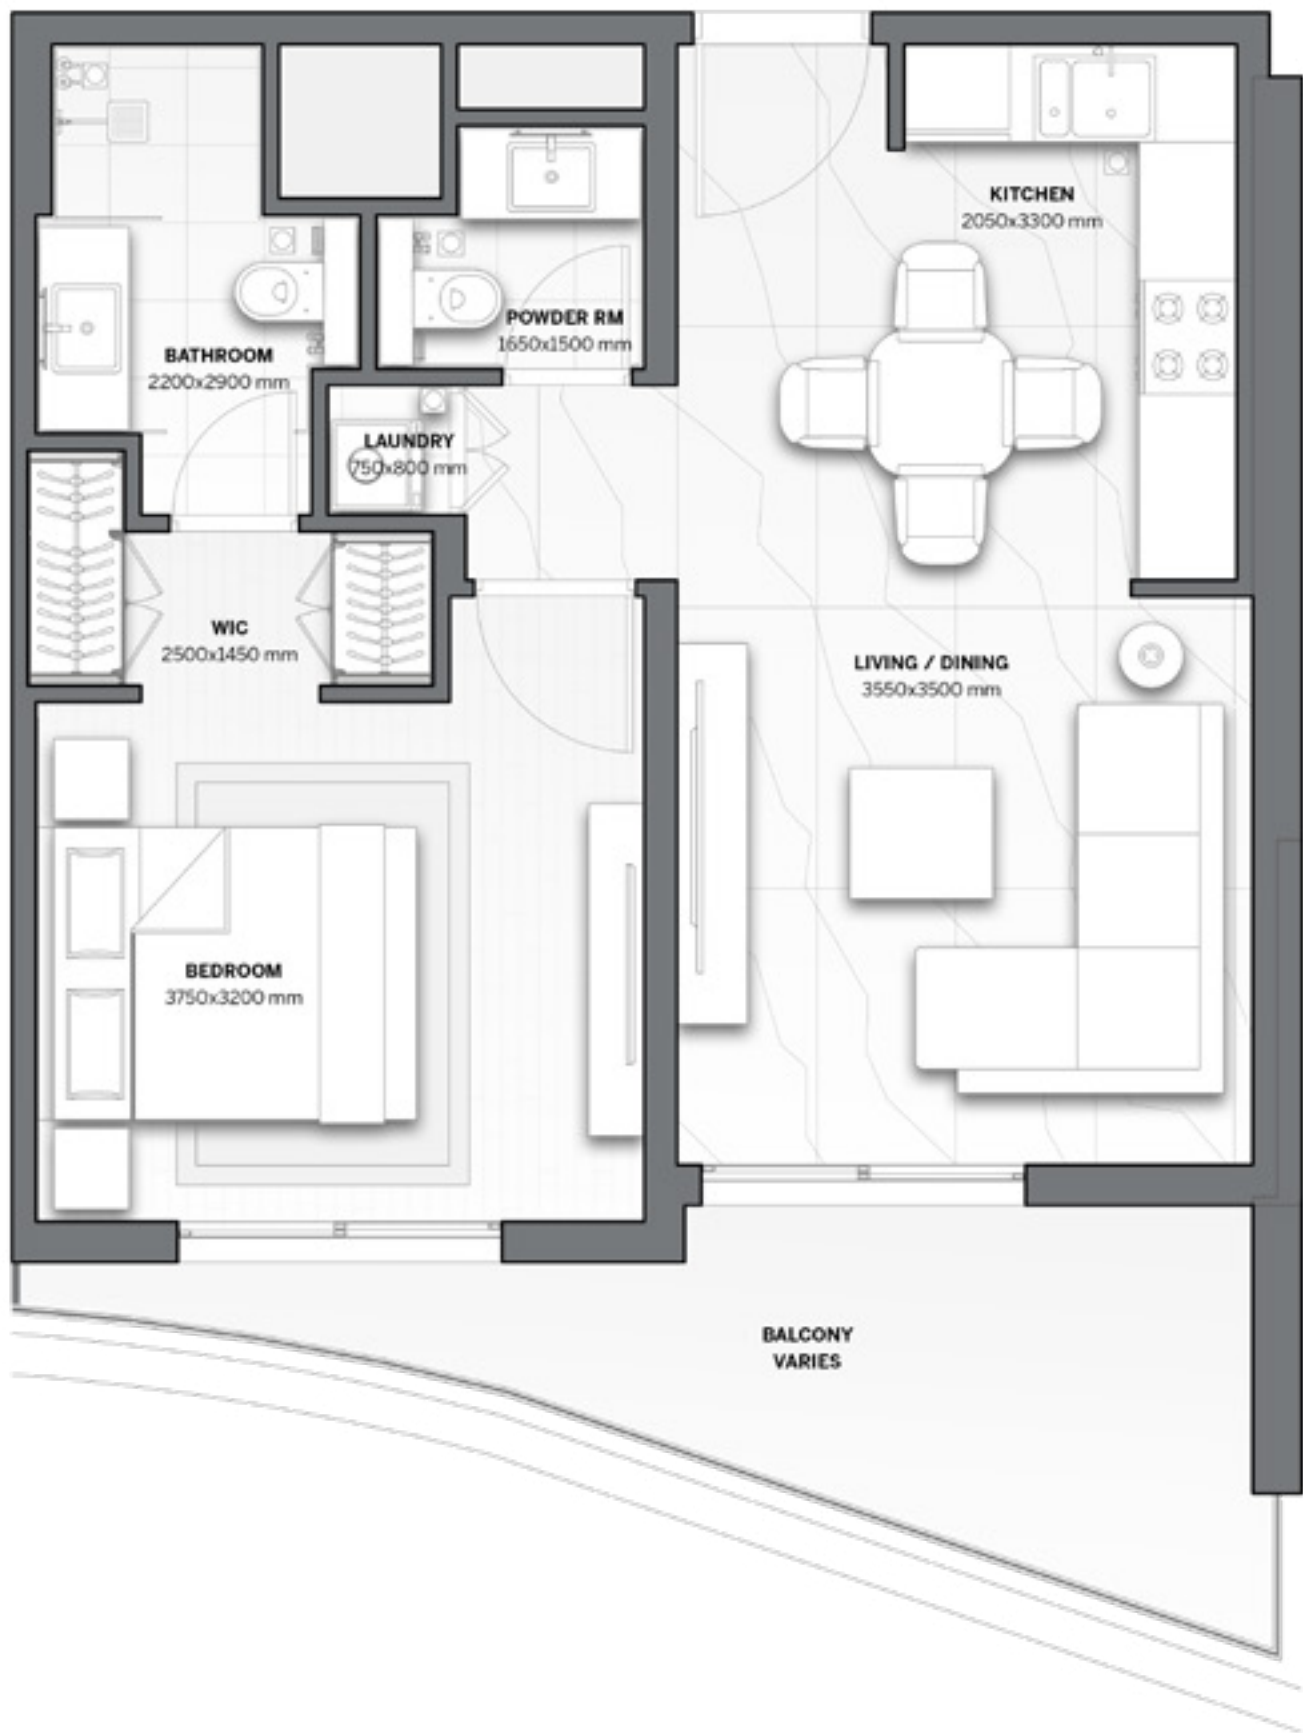 KITCHEN
2050x3300 mm
POWDER RM
1650x1500 mm
BATHROOM
2200x2900 mm
LAUNDRY
750x800 mm
WIC
2500x1450 mm
LIVING / DINING
3550x3500 mm
BEDROOM
3750x3200 mm
BALCONY
VARIES